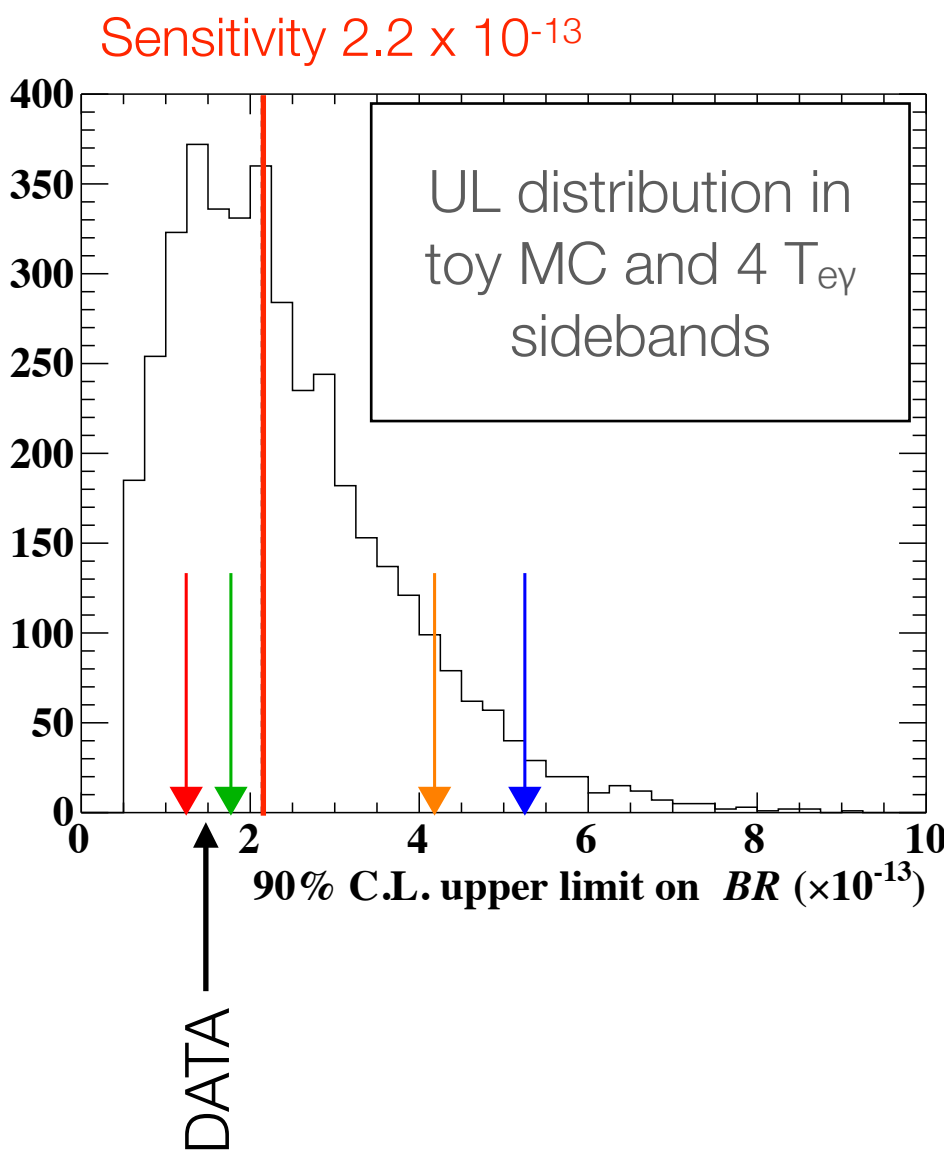 Sensitivity 2.2 x 10⁻¹³
400
350
300
250
200
150
100
50
0
UL distribution in
toy MC and 4 Tₑᵧ
sidebands
0 2 4 6 8 10
90% C.L. upper limit on BR (×10⁻¹³)
DATA